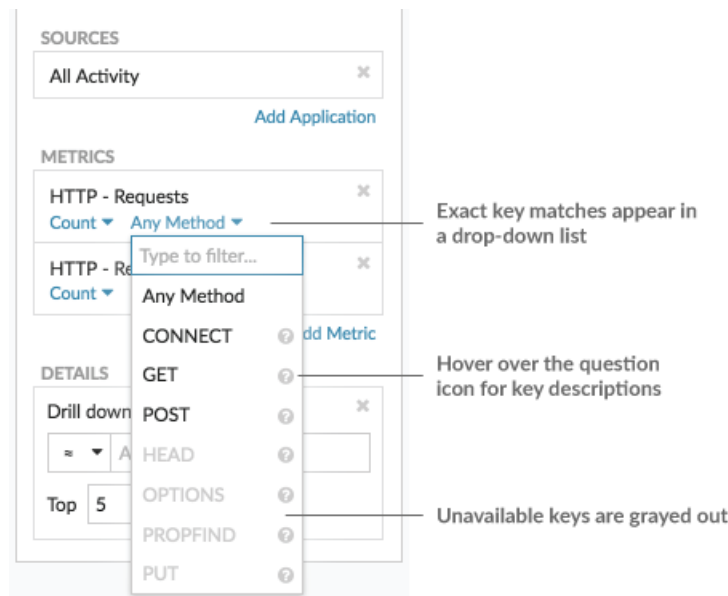 SOURCES
All Activity
Add Application
METRICS
HTTP - Requests
Count Any Method
Exact key matches appear in
a drop-down list
Type to filter...
HTTP - Re
Count
Any Method
CONNECT
dd Metric
GET
Hover over the question
icon for key descriptions
DETAILS
Drill down
POST
≈ A
HEAD
Top 5
OPTIONS
Unavailable keys are grayed out
PROPFIND
PUT